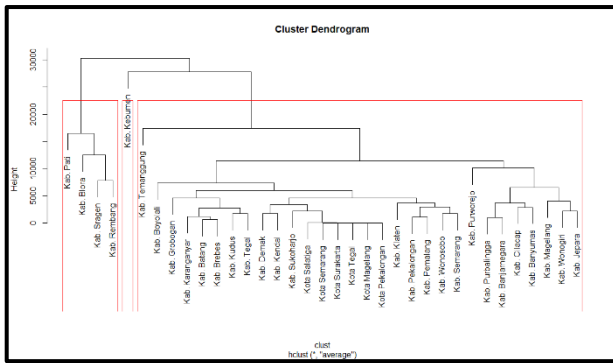 Cluster Dendrogram
Height
30000
20000
10000
5000
0
Kab. Pati
Kab. Blora
Kab. Sragen
Kab. Rembang
Kab. Kebumen
Kab. Temanggung
Kab. Boyolali
Kab. Grobogan
Kab. Karanganyar
Kab. Batang
Kab. Brebes
Kab. Kudus
Kab. Tegal
Kab. Demak
Kab. Kendal
Kab. Sukoharjo
Kota Salatiga
Kota Semarang
Kota Surakarta
Kota Tegal
Kota Magelang
Kota Pekalongan
Kab. Klaten
Kab. Pekalongan
Kab. Pemalang
Kab. Wonosobo
Kab. Semarang
Kab. Purworejo
Kab. Purbalingga
Kab. Banjarnegara
Kab. Cilacap
Kab. Banyumas
Kab. Magelang
Kab. Wonogiri
Kab. Jepara
clust
hclust (*, "average")